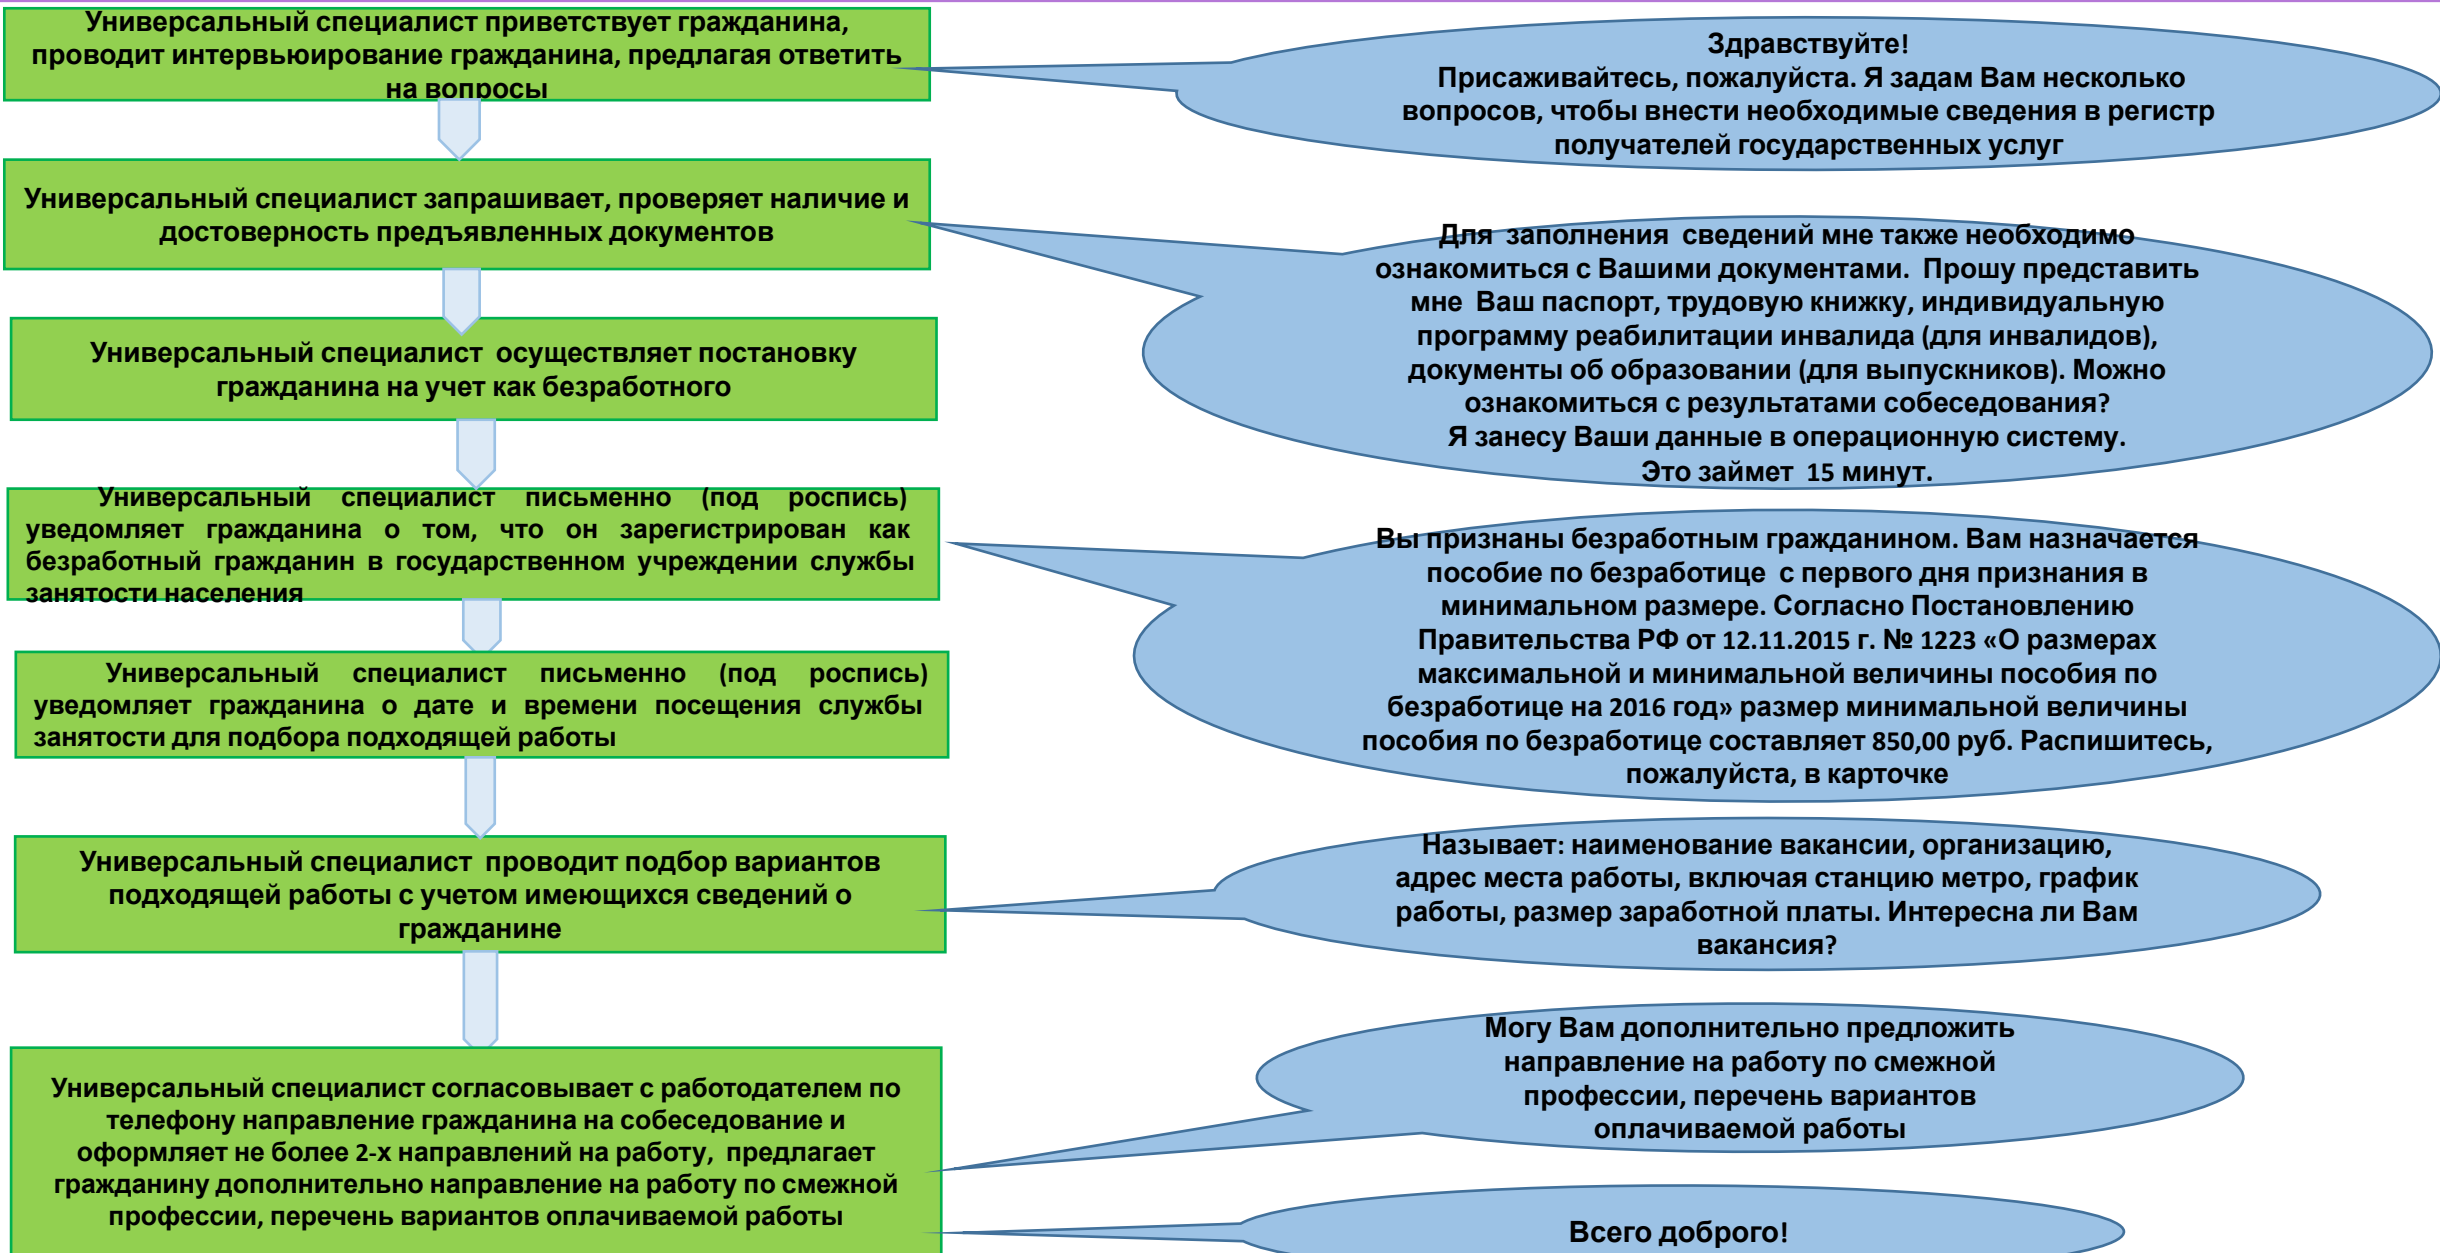 Универсальный специалист приветствует гражданина,
проводит интервьюирование гражданина, предлагая ответить
на вопросы
Здравствуйте!
Присаживайтесь, пожалуйста. Я задам Вам несколько
вопросов, чтобы внести необходимые сведения в регистр
получателей государственных услуг
Универсальный специалист запрашивает, проверяет наличие и
достоверность предъявленных документов
Для заполнения сведений мне также необходимо
ознакомиться с Вашими документами. Прошу представить
мне Ваш паспорт, трудовую книжку, индивидуальную
программу реабилитации инвалида (для инвалидов),
документы об образовании (для выпускников). Можно
ознакомиться с результатами собеседования?
Я занесу Ваши данные в операционную систему.
Это займет 15 минут.
Универсальный специалист осуществляет постановку
гражданина на учет как безработного
Универсальный специалист письменно (под роспись)
уведомляет гражданина о том, что он зарегистрирован как
безработный гражданин в государственном учреждении службы
занятости населения
Вы признаны безработным гражданином. Вам назначается
пособие по безработице с первого дня признания в
минимальном размере. Согласно Постановлению
Правительства РФ от 12.11.2015 г. № 1223 «О размерах
максимальной и минимальной величины пособия по
безработице на 2016 год» размер минимальной величины
пособия по безработице составляет 850,00 руб. Распишитесь,
пожалуйста, в карточке
Универсальный специалист письменно (под роспись)
уведомляет гражданина о дате и времени посещения службы
занятости для подбора подходящей работы
Универсальный специалист проводит подбор вариантов
подходящей работы с учетом имеющихся сведений о
гражданине
Называет: наименование вакансии, организацию,
адрес места работы, включая станцию метро, график
работы, размер заработной платы. Интересна ли Вам
вакансия?
Универсальный специалист согласовывает с работодателем по
телефону направление гражданина на собеседование и
оформляет не более 2-х направлений на работу, предлагает
гражданину дополнительно направление на работу по смежной
профессии, перечень вариантов оплачиваемой работы
Могу Вам дополнительно предложить
направление на работу по смежной
профессии, перечень вариантов
оплачиваемой работы
Всего доброго!